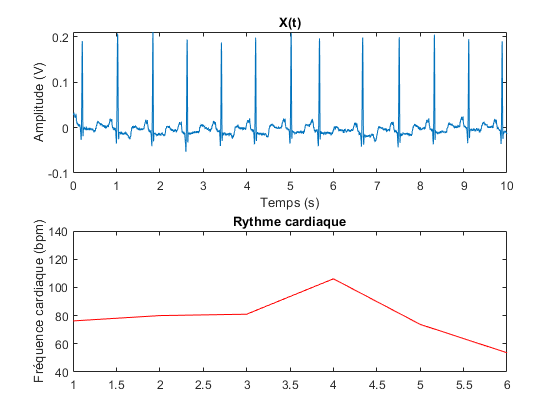 X(t)
Amplitude (V)
0.2
0.1
0
-0.1
0 1 2 3 4 5 6 7 8 9 10
Temps (s)
Rythme cardiaque
Fréquence cardiaque (bpm)
140
120
100
80
60
40
1 1.5 2 2.5 3 3.5 4 4.5 5 5.5 6